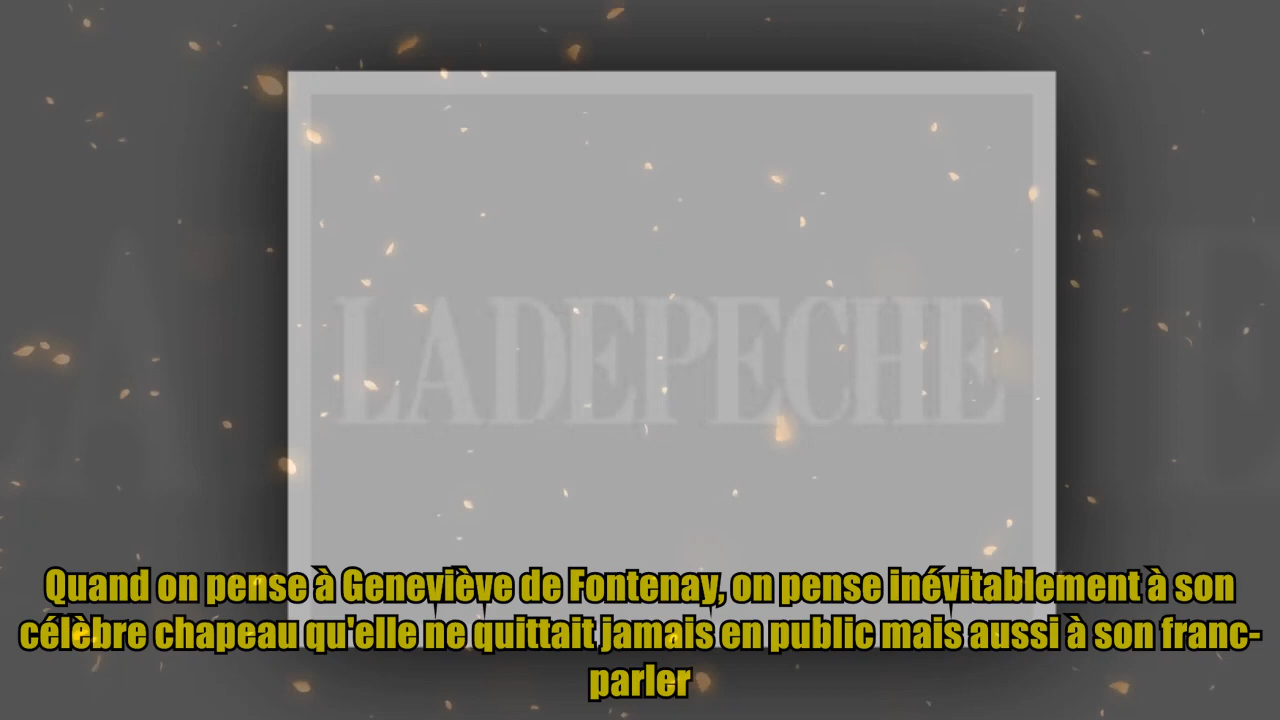 LADEPECHE
Quand on pense à Geneviève de Fontenay, on pense inévitablement à son
célèbre chapeau qu'elle ne quittait jamais en public mais aussi à son franc-
parler